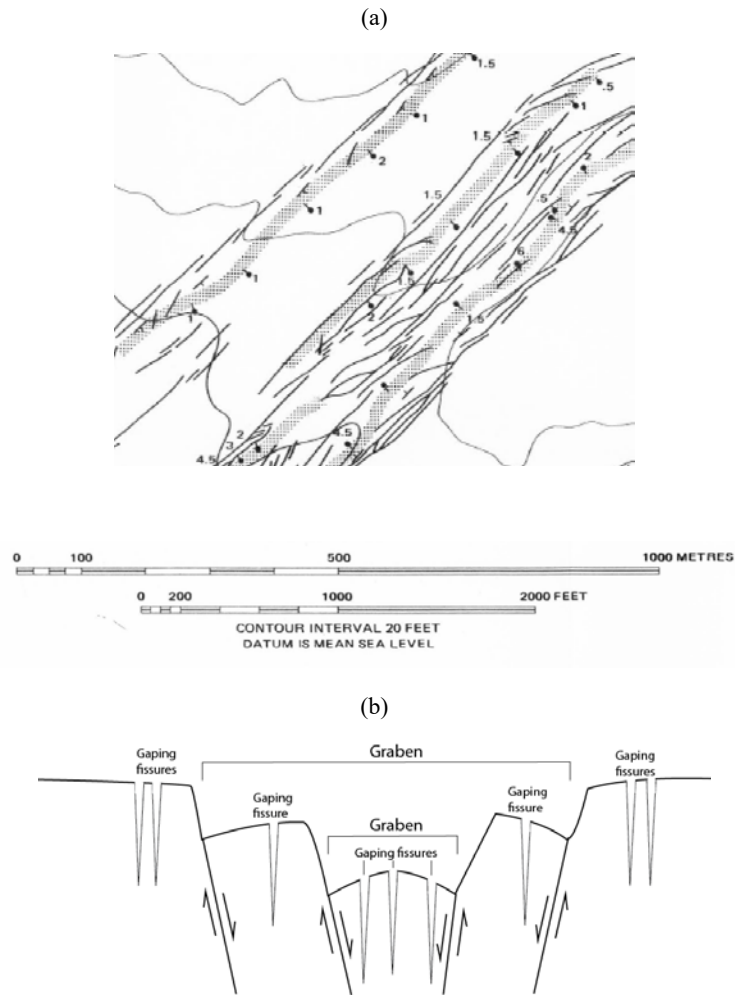 (a)
1.5
.5
1
1
1.5
2
2
1.5
1
.5
4.5
6
1
1.5
2
1.5
1
4.5
2
3
4.5
0 100 500 1000 METRES
0 200 1000 2000 FEET
CONTOUR INTERVAL 20 FEET
DATUM IS MEAN SEA LEVEL
(b)
Gaping
fissures
Graben
Gaping
fissures
Gaping
fissure
Gaping
fissure
Graben
Gaping fissures